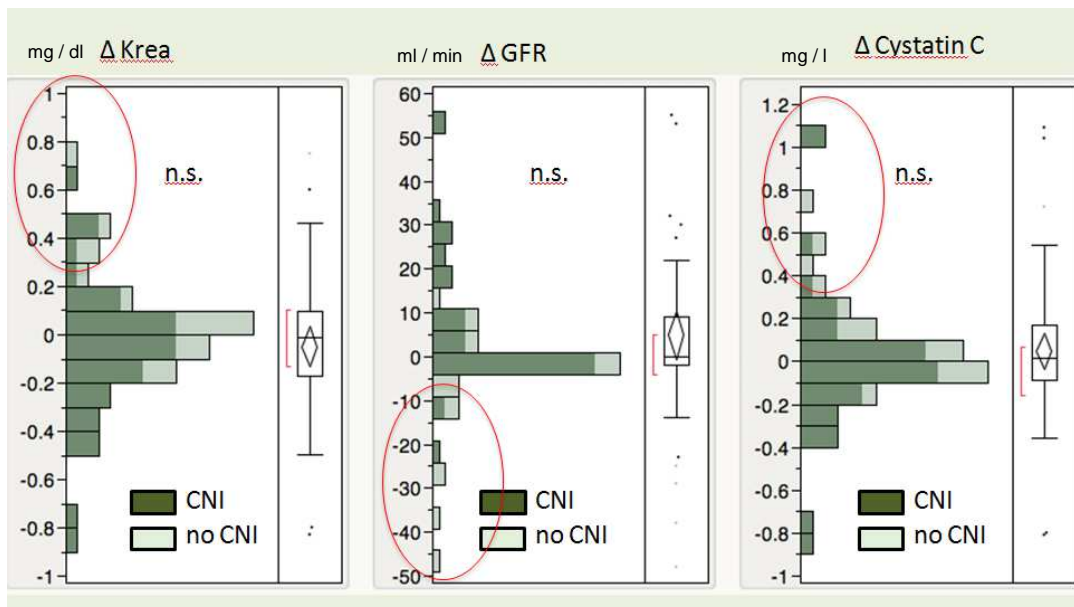 mg / dl Δ Krea
1
0.8
0.6
0.4
0.2
0
-0.2
-0.4
-0.6
-0.8
-1
n.s.
CNI
no CNI
ml / min Δ GFR
60
50
40
30
20
10
0
-10
-20
-30
-40
-50
n.s.
CNI
no CNI
mg / l Δ Cystatin C
1.2
1
0.8
0.6
0.4
0.2
0
-0.2
-0.4
-0.6
-0.8
-1
n.s.
CNI
no CNI